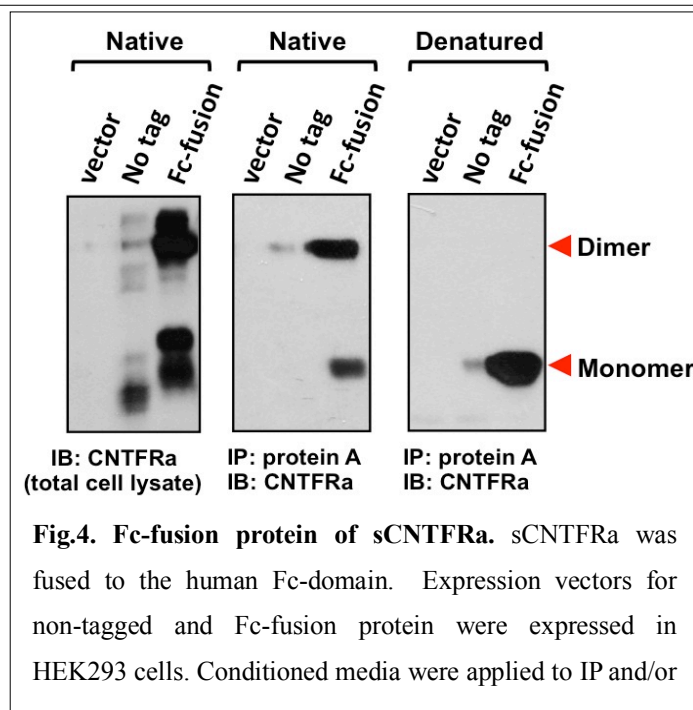 Native Native Denatured
vector No tag Fc-fusion vector No tag Fc-fusion vector No tag Fc-fusion
Dimer
Monomer
IB: CNTFRa IP: protein A IP: protein A
(total cell lysate) IB: CNTFRa IB: CNTFRa
Fig.4. Fc-fusion protein of sCNTFRa. sCNTFRa was
fused to the human Fc-domain. Expression vectors for
non-tagged and Fc-fusion protein were expressed in
HEK293 cells. Conditioned media were applied to IP and/or